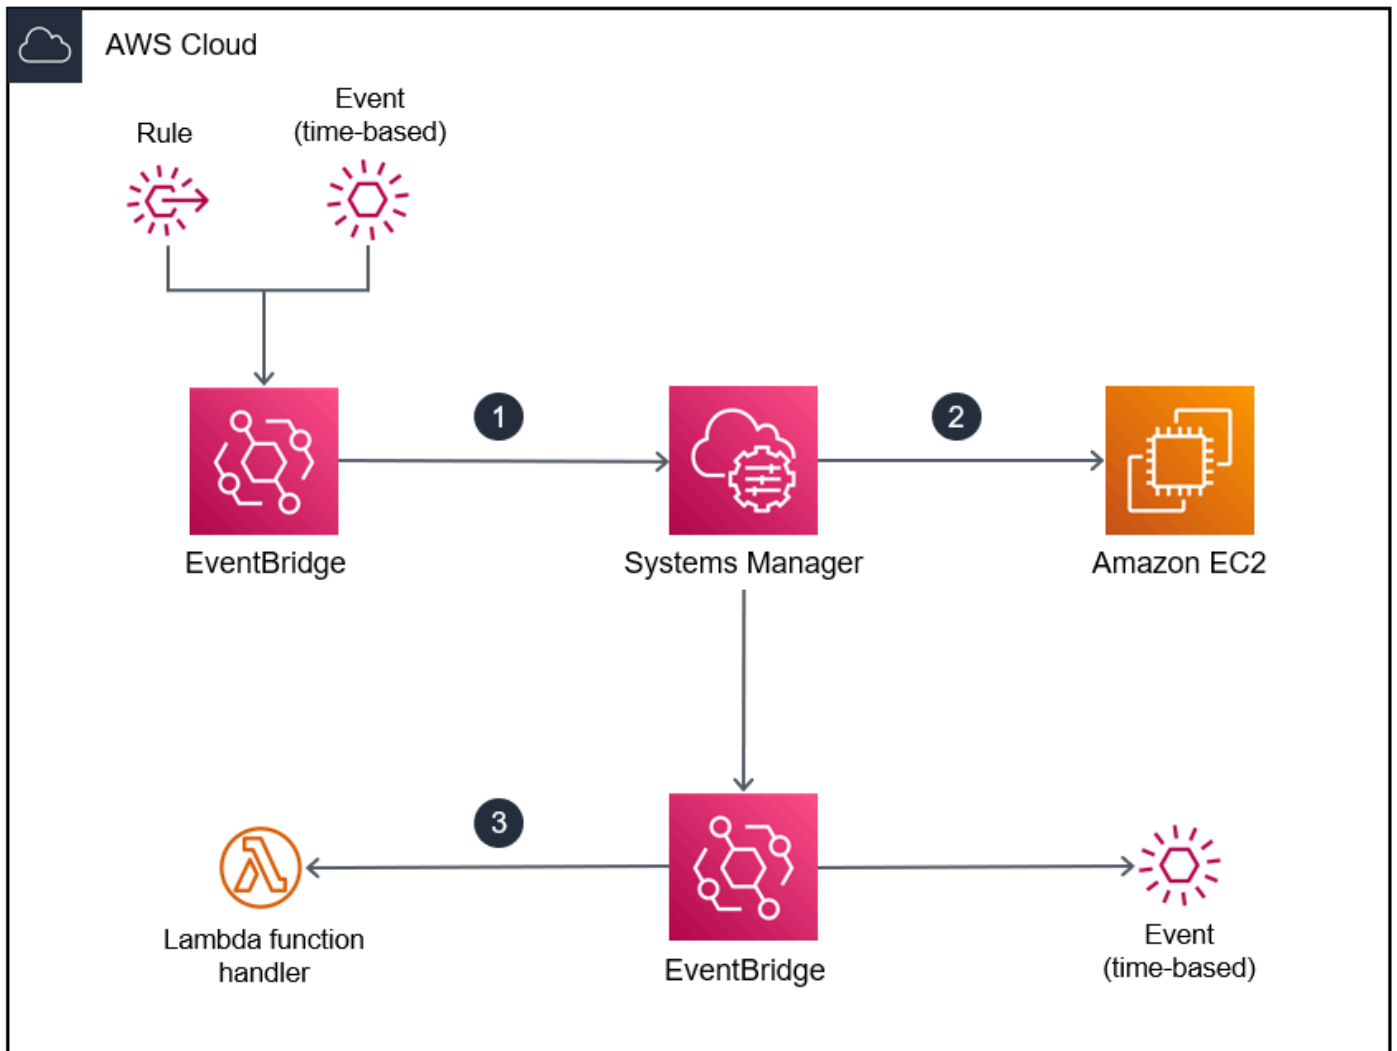 AWS Cloud
Rule
Event
(time-based)
1
2
EventBridge
Systems Manager
Amazon EC2
3
Lambda function
handler
EventBridge
Event
(time-based)